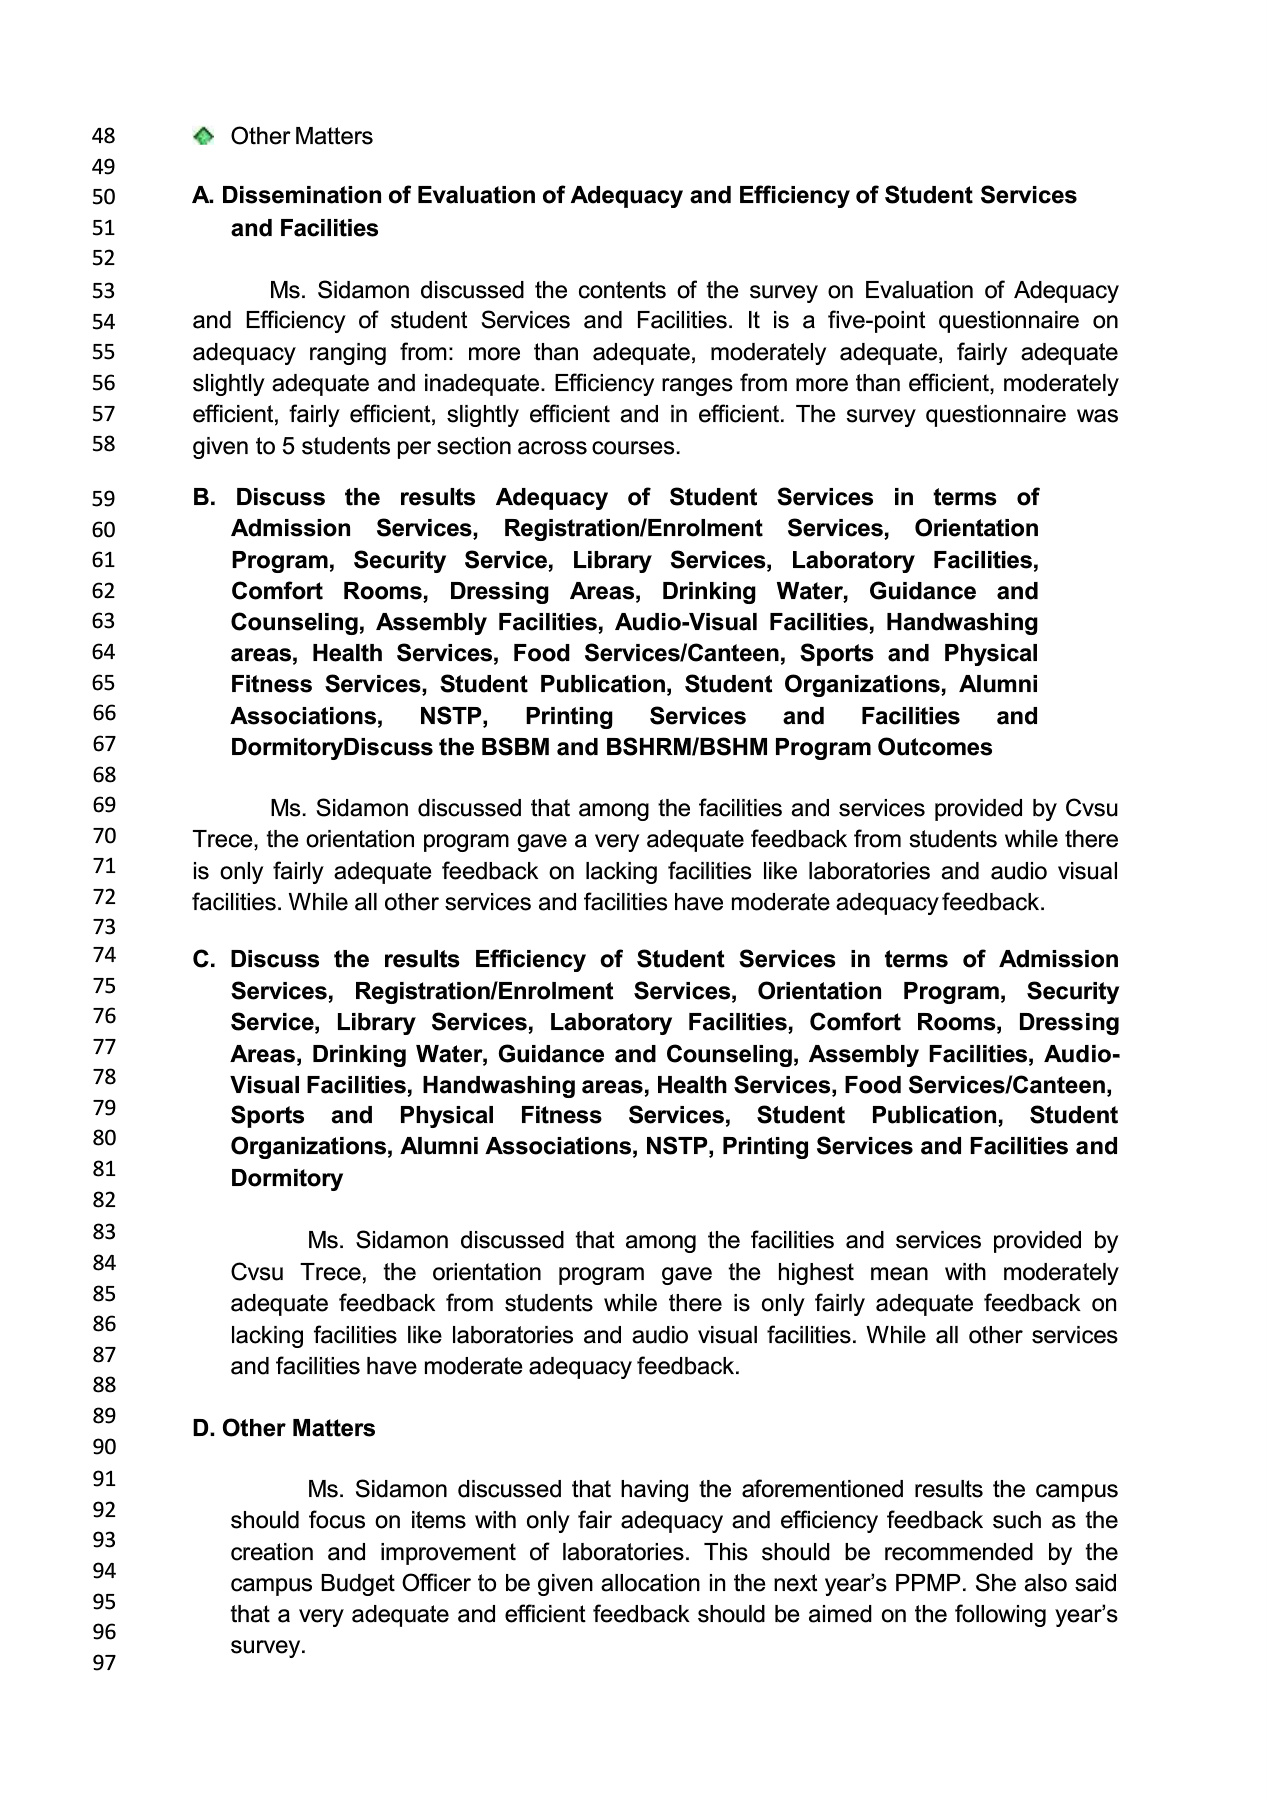 48 Other Matters
49
50 A. Dissemination of Evaluation of Adequacy and Efficiency of Student Services
51 and Facilities
52
53 Ms. Sidamon discussed the contents of the survey on Evaluation of Adequacy
54 and Efficiency of student Services and Facilities. It is a five-point questionnaire on
55 adequacy ranging from: more than adequate, moderately adequate, fairly adequate
56 slightly adequate and inadequate. Efficiency ranges from more than efficient, moderately
57 efficient, fairly efficient, slightly efficient and in efficient. The survey questionnaire was
58 given to 5 students per section across courses.
59 B. Discuss the results Adequacy of Student Services in terms of
60 Admission Services, Registration/Enrolment Services, Orientation
61 Program, Security Service, Library Services, Laboratory Facilities,
62 Comfort Rooms, Dressing Areas, Drinking Water, Guidance and
63 Counseling, Assembly Facilities, Audio-Visual Facilities, Handwashing
64 areas, Health Services, Food Services/Canteen, Sports and Physical
65 Fitness Services, Student Publication, Student Organizations, Alumni
66 Associations, NSTP, Printing Services and Facilities and
67 DormitoryDiscuss the BSBM and BSHRM/BSHM Program Outcomes
68
69 Ms. Sidamon discussed that among the facilities and services provided by Cvsu
70 Trece, the orientation program gave a very adequate feedback from students while there
71 is only fairly adequate feedback on lacking facilities like laboratories and audio visual
72 facilities. While all other services and facilities have moderate adequacy feedback.
73
74 C. Discuss the results Efficiency of Student Services in terms of Admission
75 Services, Registration/Enrolment Services, Orientation Program, Security
76 Service, Library Services, Laboratory Facilities, Comfort Rooms, Dressing
77 Areas, Drinking Water, Guidance and Counseling, Assembly Facilities, Audio-
78 Visual Facilities, Handwashing areas, Health Services, Food Services/Canteen,
79 Sports and Physical Fitness Services, Student Publication, Student
80 Organizations, Alumni Associations, NSTP, Printing Services and Facilities and
81 Dormitory
82
83 Ms. Sidamon discussed that among the facilities and services provided by
84 Cvsu Trece, the orientation program gave the highest mean with moderately
85 adequate feedback from students while there is only fairly adequate feedback on
86 lacking facilities like laboratories and audio visual facilities. While all other services
87 and facilities have moderate adequacy feedback.
88
89 D. Other Matters
90
91 Ms. Sidamon discussed that having the aforementioned results the campus
92 should focus on items with only fair adequacy and efficiency feedback such as the
93 creation and improvement of laboratories. This should be recommended by the
94 campus Budget Officer to be given allocation in the next year's PPMP. She also said
95 that a very adequate and efficient feedback should be aimed on the following year's
96 survey.
97